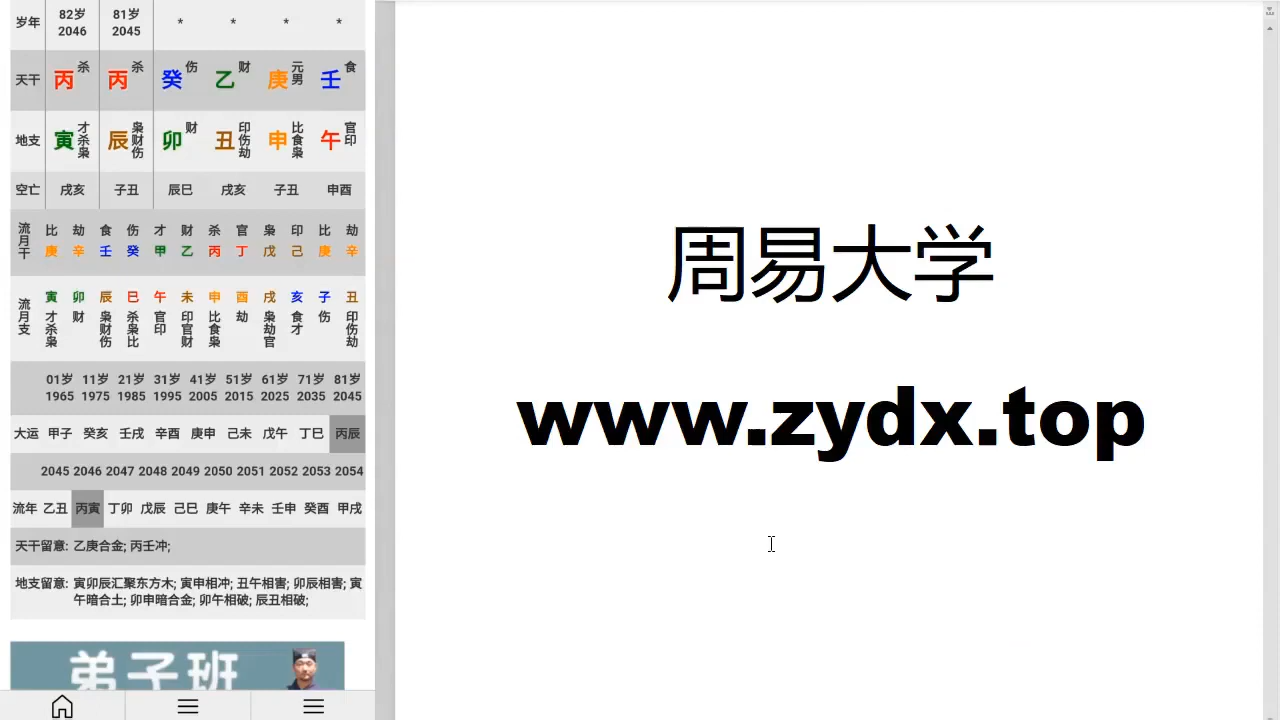 岁年 82岁 81岁 * * * *
2046 2045
天干 丙 杀 丙 杀 癸 伤 乙 财 庚 元男 壬 食
地支 寅 才杀枭 辰 枭财伤 卯 财 丑 印伤劫 申 比食枭 午 官印
空亡 戌亥 子丑 辰巳 戌亥 子丑 申酉
流月干 比 劫 食 伤 才 财 杀 官 枭 印 比 劫
庚 辛 壬 癸 甲 乙 丙 丁 戊 己 庚 辛
流月支 寅 卯 辰 巳 午 未 申 酉 戌 亥 子 丑
才杀枭 财 枭财伤 杀枭比 官印 印官财 比食枭 劫 枭劫官 食才 伤 印伤劫
01岁 11岁 21岁 31岁 41岁 51岁 61岁 71岁 81岁
1965 1975 1985 1995 2005 2015 2025 2035 2045
大运 甲子 癸亥 壬戌 辛酉 庚申 己未 戊午 丁巳 丙辰
2045 2046 2047 2048 2049 2050 2051 2052 2053 2054
流年 乙丑 丙寅 丁卯 戊辰 己巳 庚午 辛未 壬申 癸酉 甲戌
天干留意: 乙庚合金; 丙壬冲;
地支留意: 寅卯辰汇聚东方木; 寅申相冲; 丑午相害; 卯辰相害; 寅
午暗合土; 卯申暗合金; 卯午相破; 辰丑相破;
弟子班
周易大学
www.zydx.top